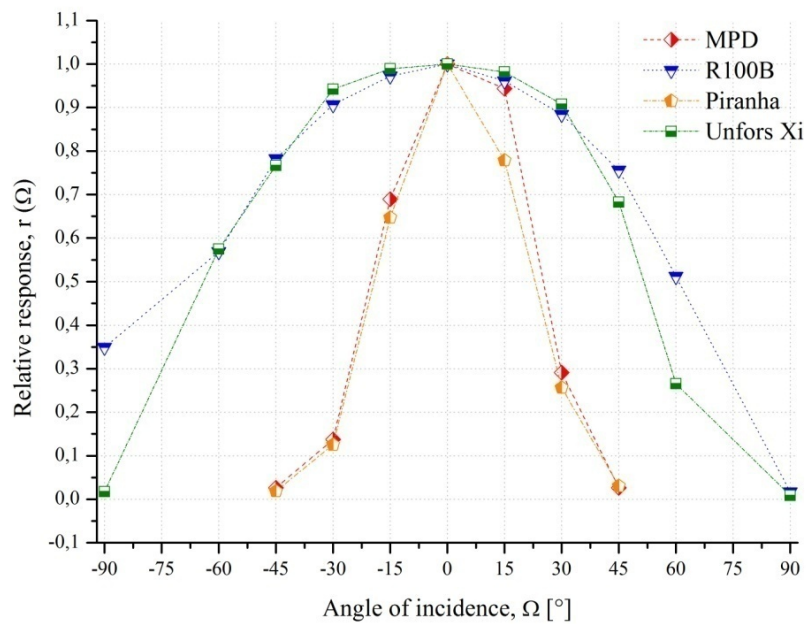 1,1
1,0
0,9
0,8
0,7
0,6
0,5
0,4
0,3
0,2
0,1
0,0
-0,1
Relative response, r (Ω)
MPD
R100B
Piranha
Unfors Xi
-90 -75 -60 -45 -30 -15 0 15 30 45 60 75 90
Angle of incidence, Ω [°]